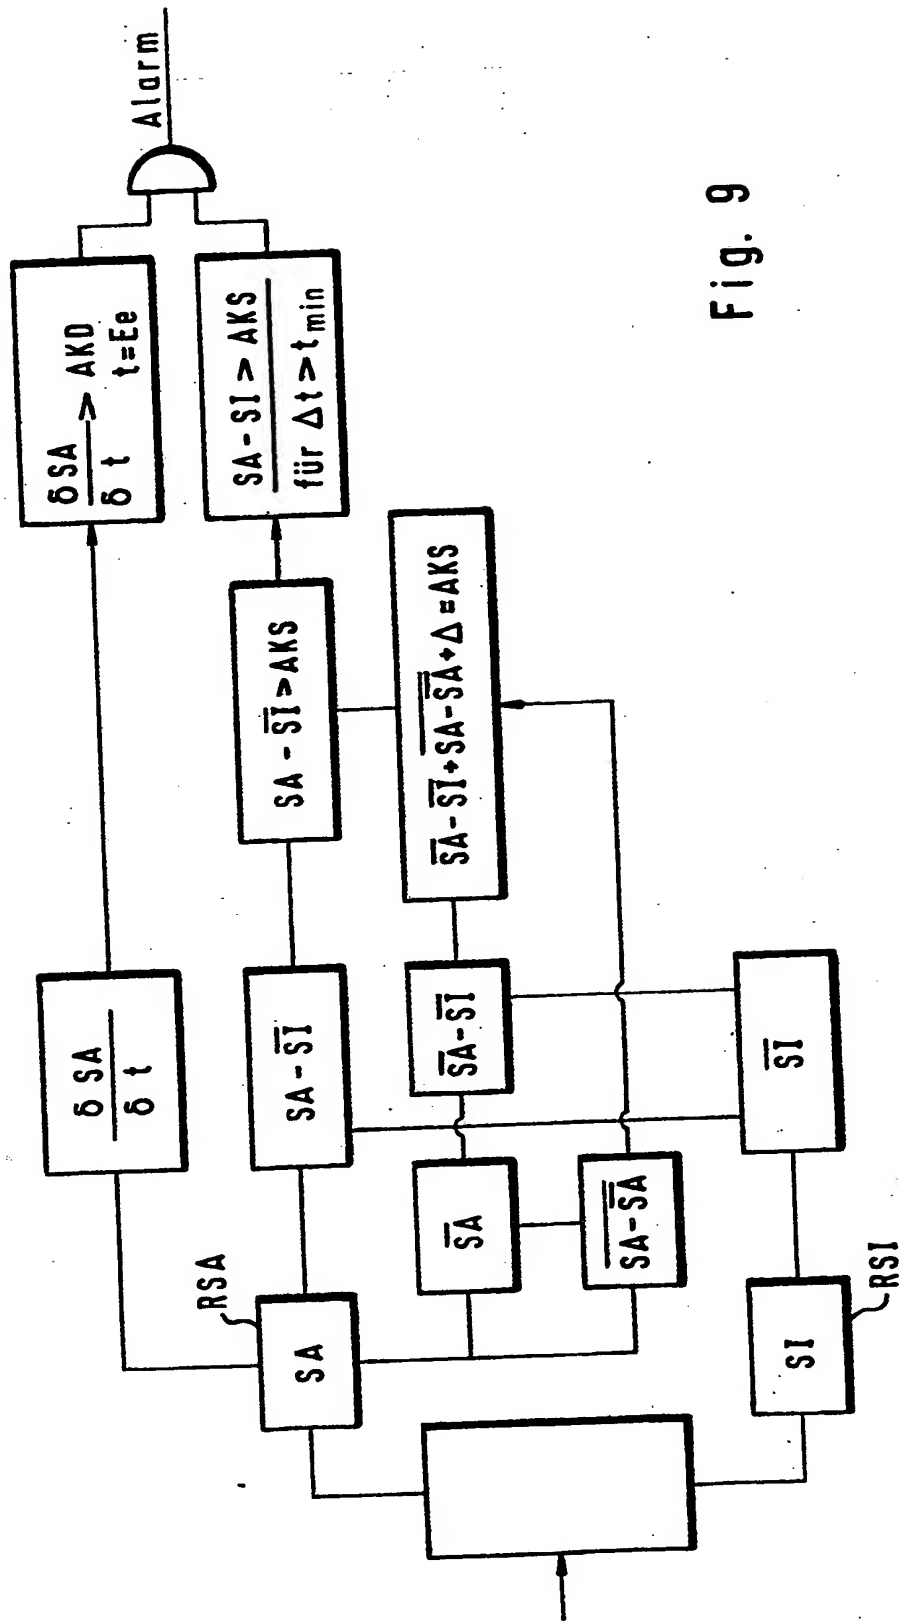 δ SA
δ t
δ SA
δ t
> AKD
t=Ee
Alarm
RSA
SA
SA - S̅I̅
SA - S̅I̅ > AKS
SA - SI > AKS
für Δt > t min
S̅A̅
S̅A̅ - S̅I̅
S̅A̅-S̅I̅+S̅A̅-̅S̅A̅̅+Δ=AKS
S̅A̅-̅S̅A̅̅
SI
RSI
S̅I̅
Fig. 9